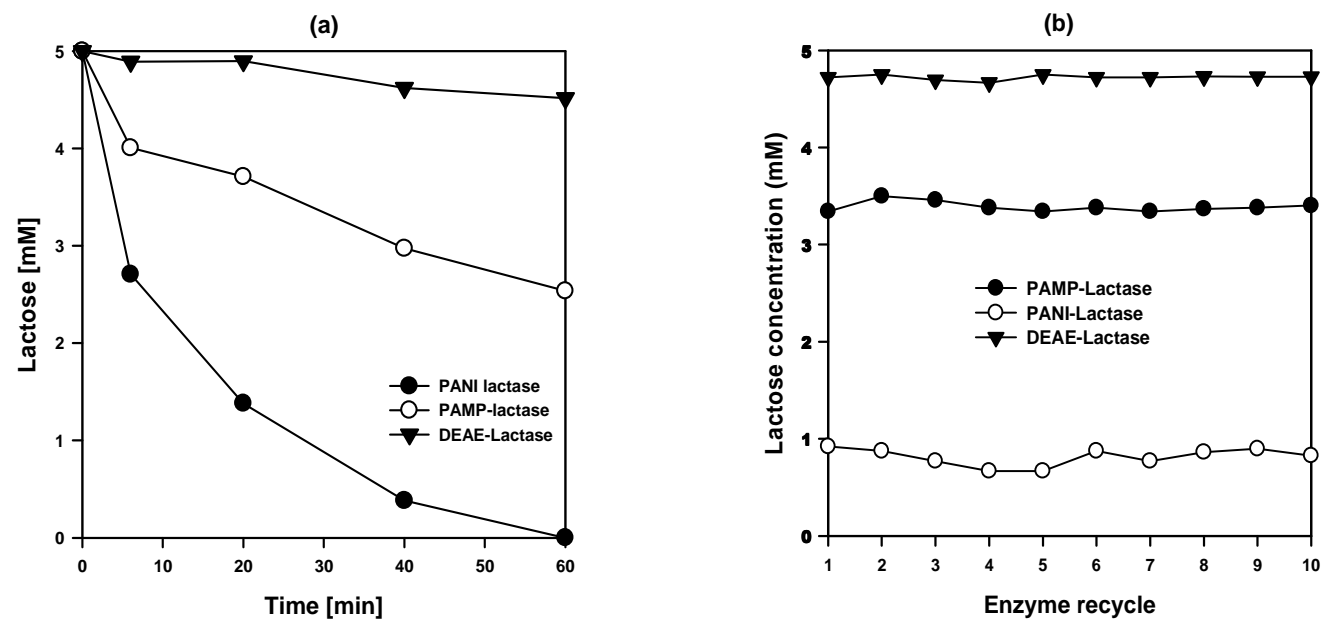 (a)
5
4
3
2
1
0
Lactose [mM]
PANI lactase
PAMP-lactase
DEAE-Lactase
0 10 20 30 40 50 60
Time [min]
(b)
5
4
3
2
1
0
Lactose concentration (mM)
PAMP-Lactase
PANI-Lactase
DEAE-Lactase
1 2 3 4 5 6 7 8 9 10
Enzyme recycle